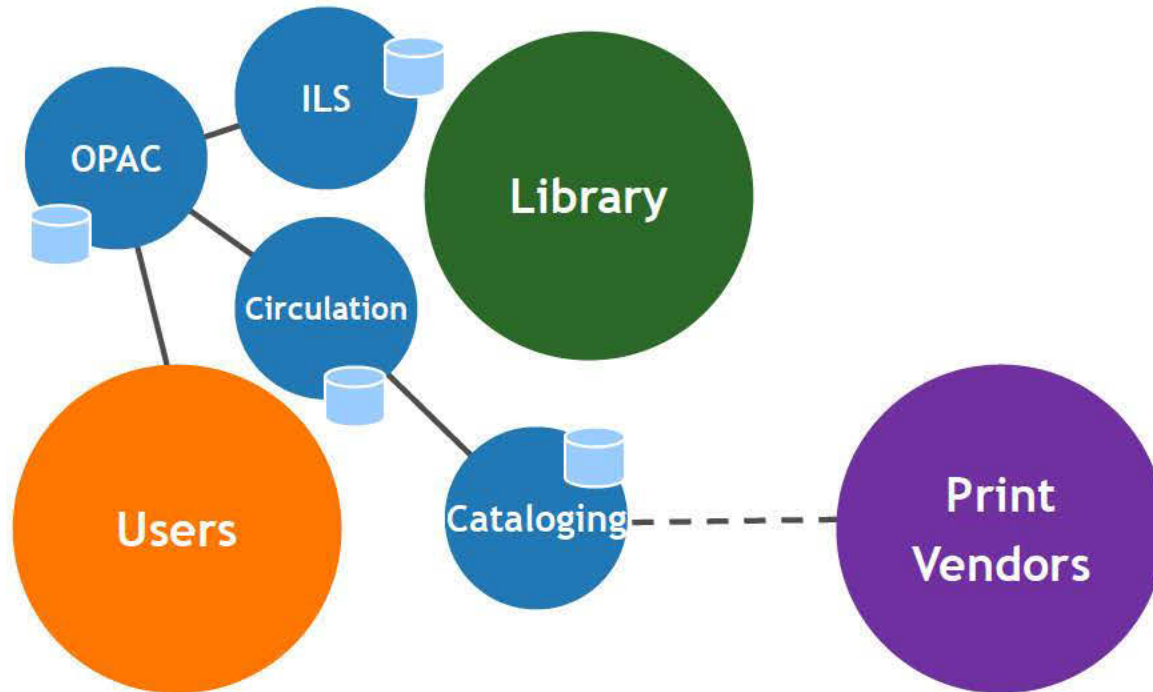 ILS
OPAC
Library
Circulation
Users
Cataloging
Print
Vendors